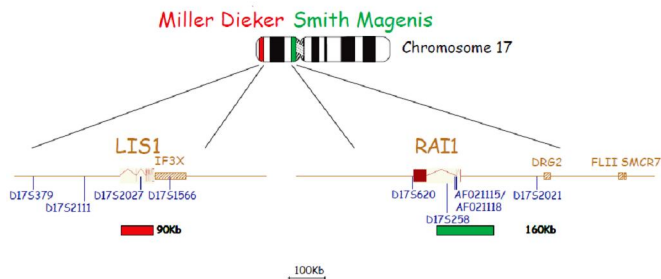 Miller Dieker Smith Magenis
Chromosome 17
LIS1
IF3X
RAI1
DRG2
FLII SMCR7
D17S379
D17S2111
D17S2027
D17S1566
D17S620
D17S258
AF021115/
AF021118
D17S2021
90Kb
160Kb
100Kb